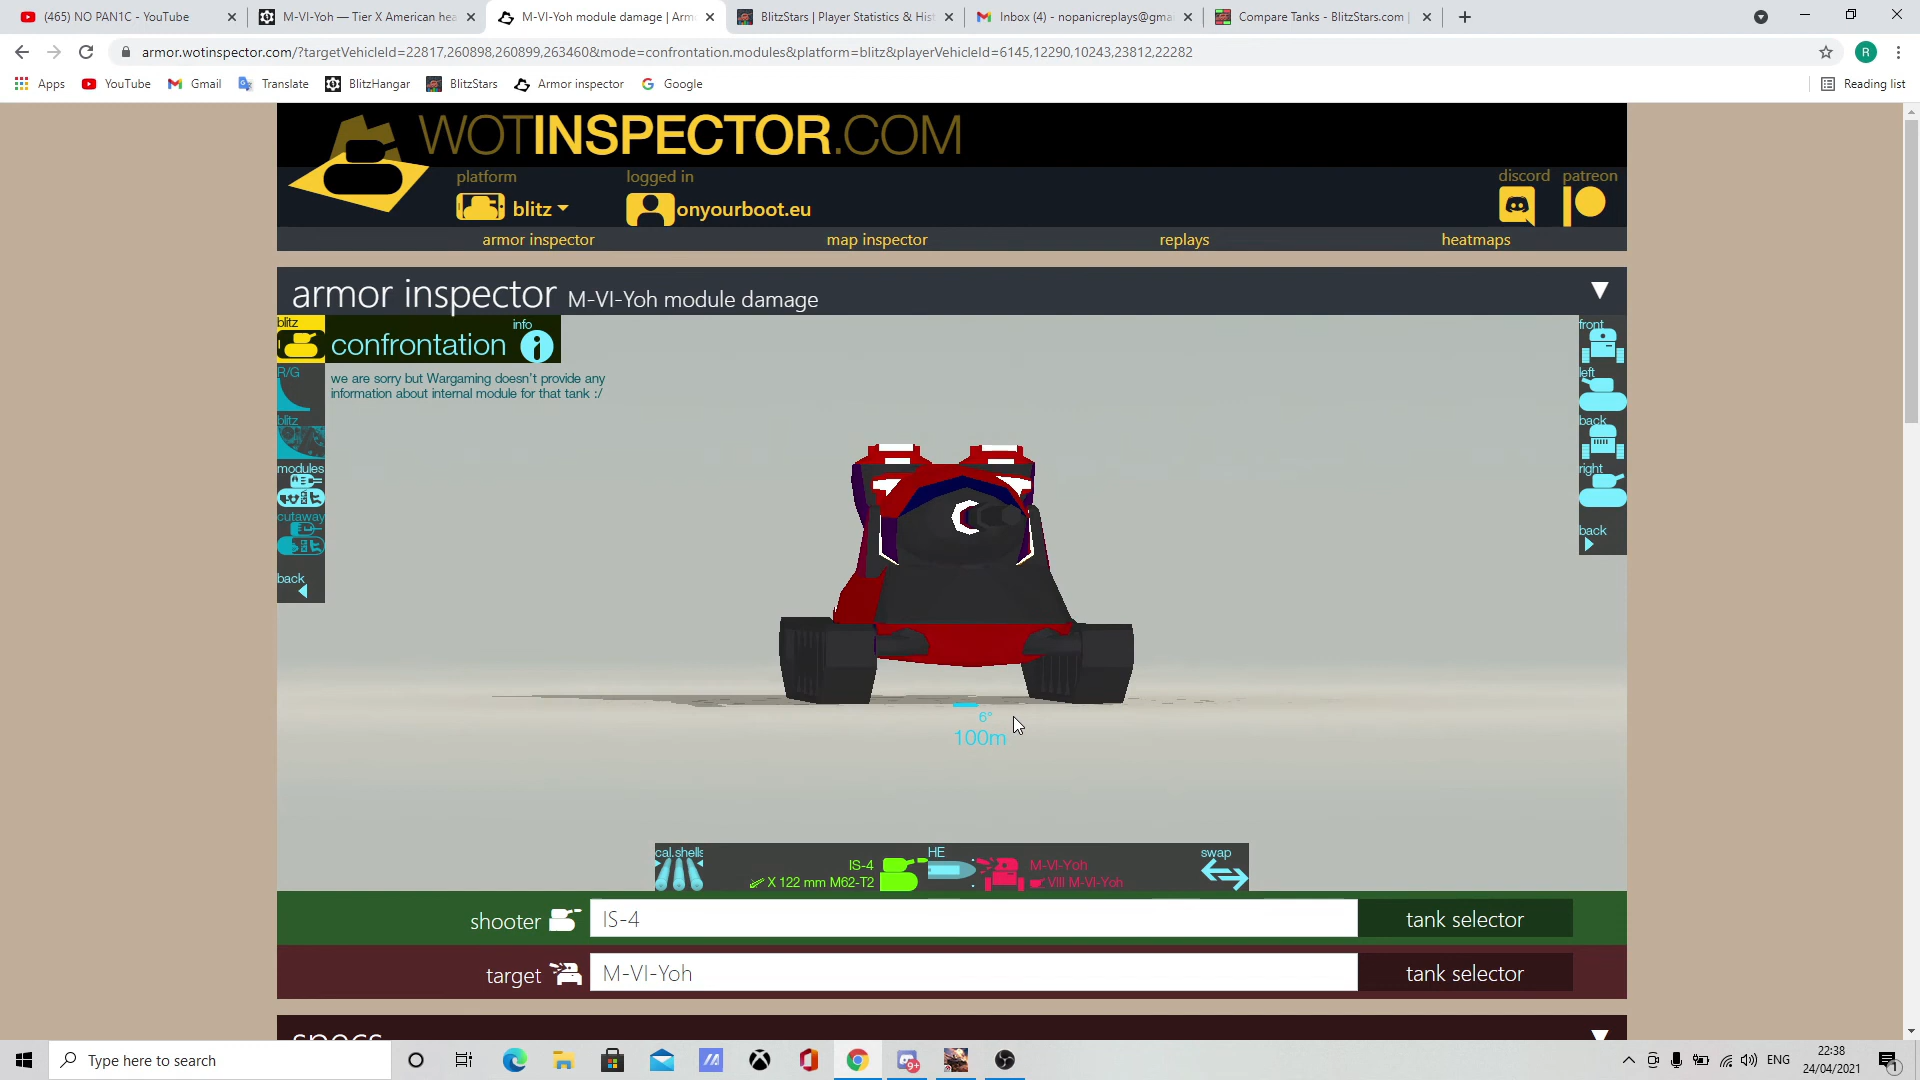 (465) NO PAN1C - YouTube
M-VI-Yoh — Tier X American hea
M-VI-Yoh module damage | Arm
BlitzStars | Player Statistics & Hist
Inbox (4) - nopanicreplays@gma
Compare Tanks - BlitzStars.com |
armor.wotinspector.com/?targetVehicleId=22817,260898,260899,263460&mode=confrontation.modules&platform=blitz&playerVehicleId=6145,12290,10243,23812,22282
R
Apps
YouTube
Gmail
Translate
BlitzHangar
BlitzStars
Armor inspector
Google
Reading list
WOTINSPECTOR.COM
platform
blitz
logged in
onyourboot.eu
discord
patreon
armor inspector
map inspector
replays
heatmaps
armor inspector M-VI-Yoh module damage
blitz
confrontation
info
R/G
we are sorry but Wargaming doesn't provide any
information about internal module for that tank :/
blitz
modules
cutaway
back
front
left
back
right
back
6°
100m
cal.shells
IS-4
X 122 mm M62-T2
HE
M-VI-Yoh
VIII M-VI-Yoh
swap
shooter
IS-4
tank selector
target
M-VI-Yoh
tank selector
specs
Type here to search
9+
ENG
22:38
24/04/2021
1